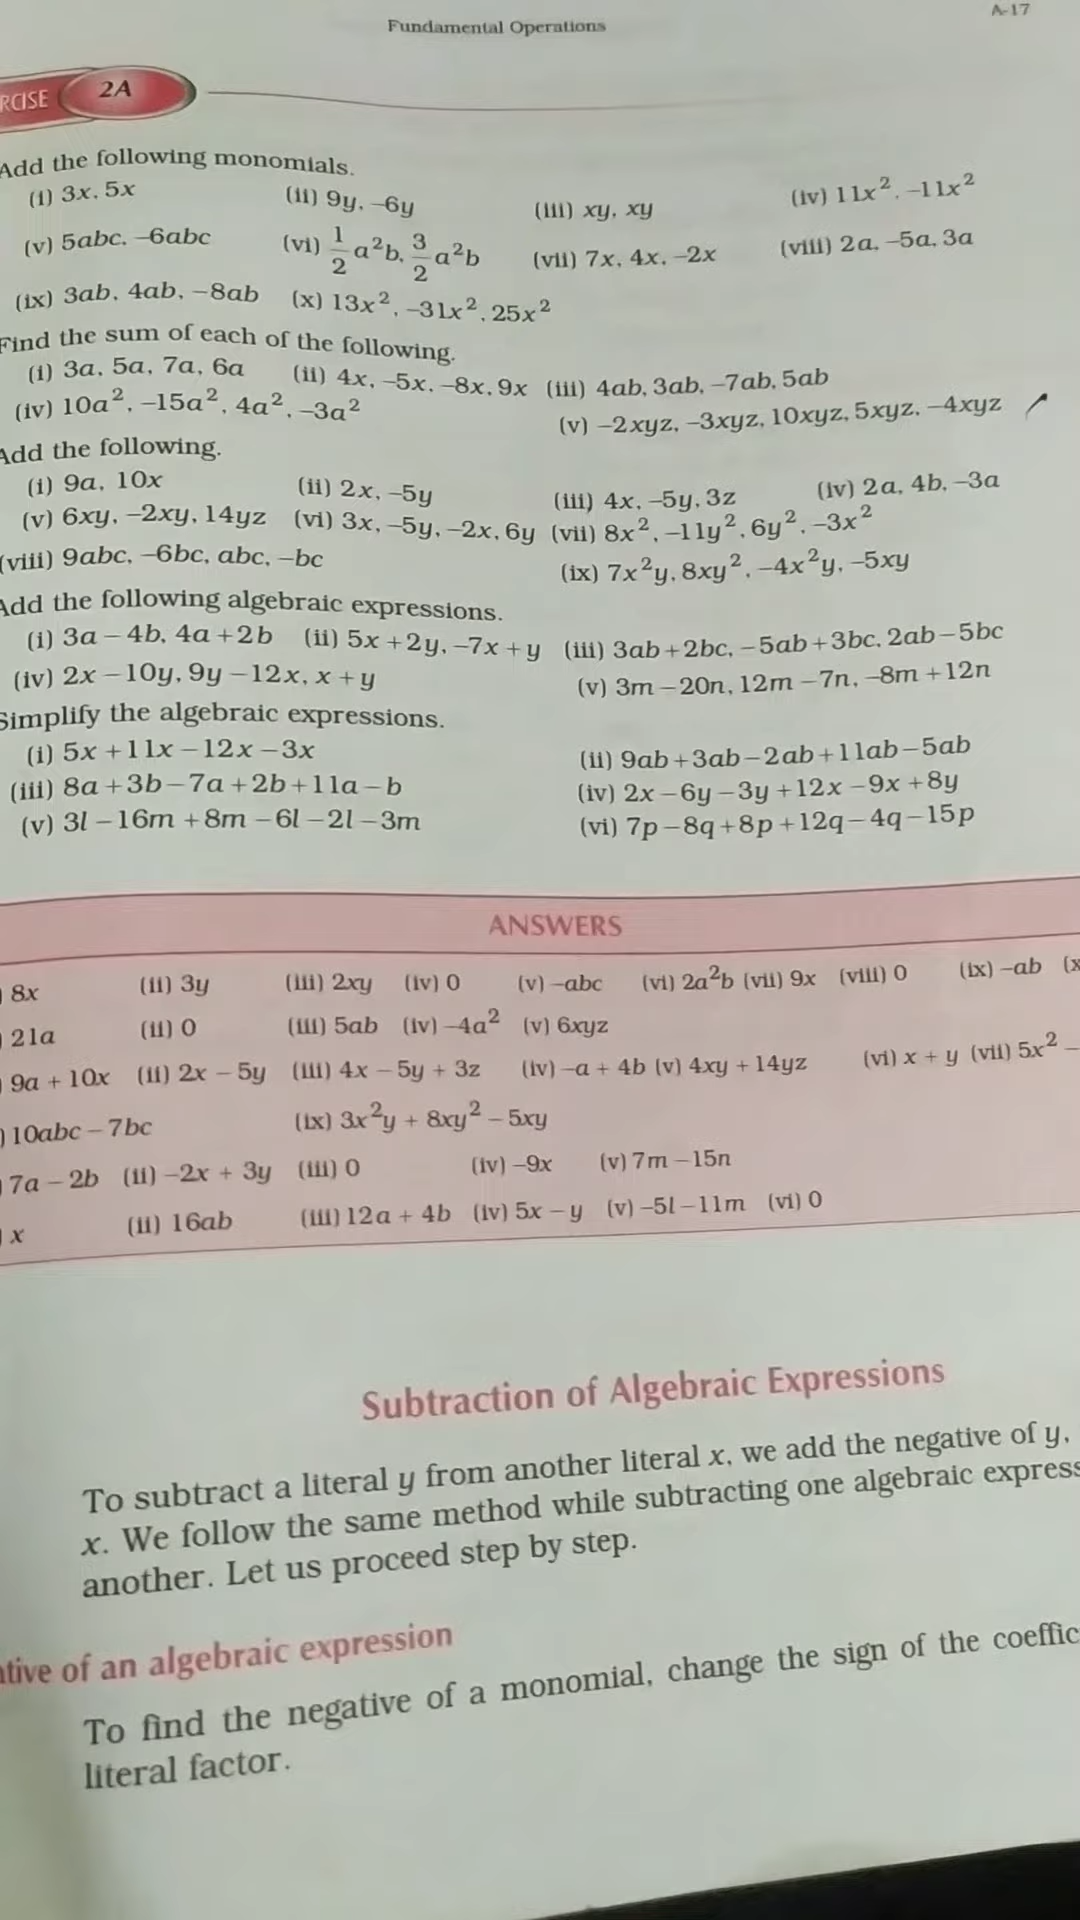 Fundamental Operations
A-17
RCISE 2A
Add the following monomials.
(i) 3x, 5x (ii) 9y, –6y (iii) xy, xy (iv) 11x², –11x²
(v) 5abc, –6abc (vi) 1/2 a²b, 3/2 a²b (vii) 7x, 4x, –2x (viii) 2a, –5a, 3a
(ix) 3ab, 4ab, –8ab (x) 13x², –31x², 25x²
Find the sum of each of the following.
(i) 3a, 5a, 7a, 6a (ii) 4x, –5x, –8x, 9x (iii) 4ab, 3ab, –7ab, 5ab
(iv) 10a², –15a², 4a², –3a² (v) –2xyz, –3xyz, 10xyz, 5xyz, –4xyz
Add the following.
(i) 9a, 10x (ii) 2x, –5y (iii) 4x, –5y, 3z (iv) 2a, 4b, –3a
(v) 6xy, –2xy, 14yz (vi) 3x, –5y, –2x, 6y (vii) 8x², –11y², 6y², –3x²
(viii) 9abc, –6bc, abc, –bc (ix) 7x²y, 8xy², –4x²y, –5xy
Add the following algebraic expressions.
(i) 3a – 4b, 4a + 2b (ii) 5x + 2y, –7x + y (iii) 3ab + 2bc, –5ab + 3bc, 2ab – 5bc
(iv) 2x – 10y, 9y – 12x, x + y (v) 3m – 20n, 12m – 7n, –8m + 12n
Simplify the algebraic expressions.
(i) 5x + 11x – 12x – 3x (ii) 9ab + 3ab – 2ab + 11ab – 5ab
(iii) 8a + 3b – 7a + 2b + 11a – b (iv) 2x – 6y – 3y + 12x – 9x + 8y
(v) 3l – 16m + 8m – 6l – 2l – 3m (vi) 7p – 8q + 8p + 12q – 4q – 15p
ANSWERS
) 8x (ii) 3y (iii) 2xy (iv) 0 (v) –abc (vi) 2a²b (vii) 9x (viii) 0 (ix) –ab (x
) 21a (ii) 0 (iii) 5ab (iv) –4a² (v) 6xyz
) 9a + 10x (ii) 2x – 5y (iii) 4x – 5y + 3z (iv) –a + 4b (v) 4xy + 14yz (vi) x + y (vii) 5x² –
) 10abc – 7bc (ix) 3x²y + 8xy² – 5xy
) 7a – 2b (ii) –2x + 3y (iii) 0 (iv) –9x (v) 7m – 15n
) x (ii) 16ab (iii) 12a + 4b (iv) 5x – y (v) –5l – 11m (vi) 0
Subtraction of Algebraic Expressions
To subtract a literal y from another literal x, we add the negative of y,
x. We follow the same method while subtracting one algebraic express
another. Let us proceed step by step.
tive of an algebraic expression
To find the negative of a monomial, change the sign of the coeffic
literal factor.